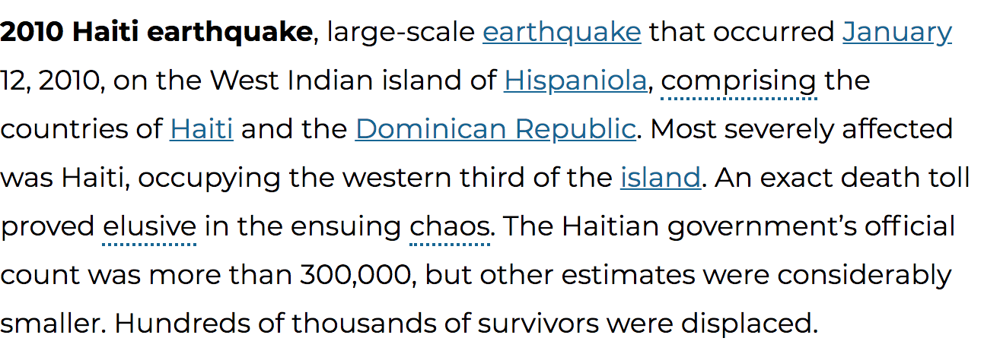 2010 Haiti earthquake, large-scale earthquake that occurred January
12, 2010, on the West Indian island of Hispaniola, comprising the
countries of Haiti and the Dominican Republic. Most severely affected
was Haiti, occupying the western third of the island. An exact death toll
proved elusive in the ensuing chaos. The Haitian government’s official
count was more than 300,000, but other estimates were considerably
smaller. Hundreds of thousands of survivors were displaced.